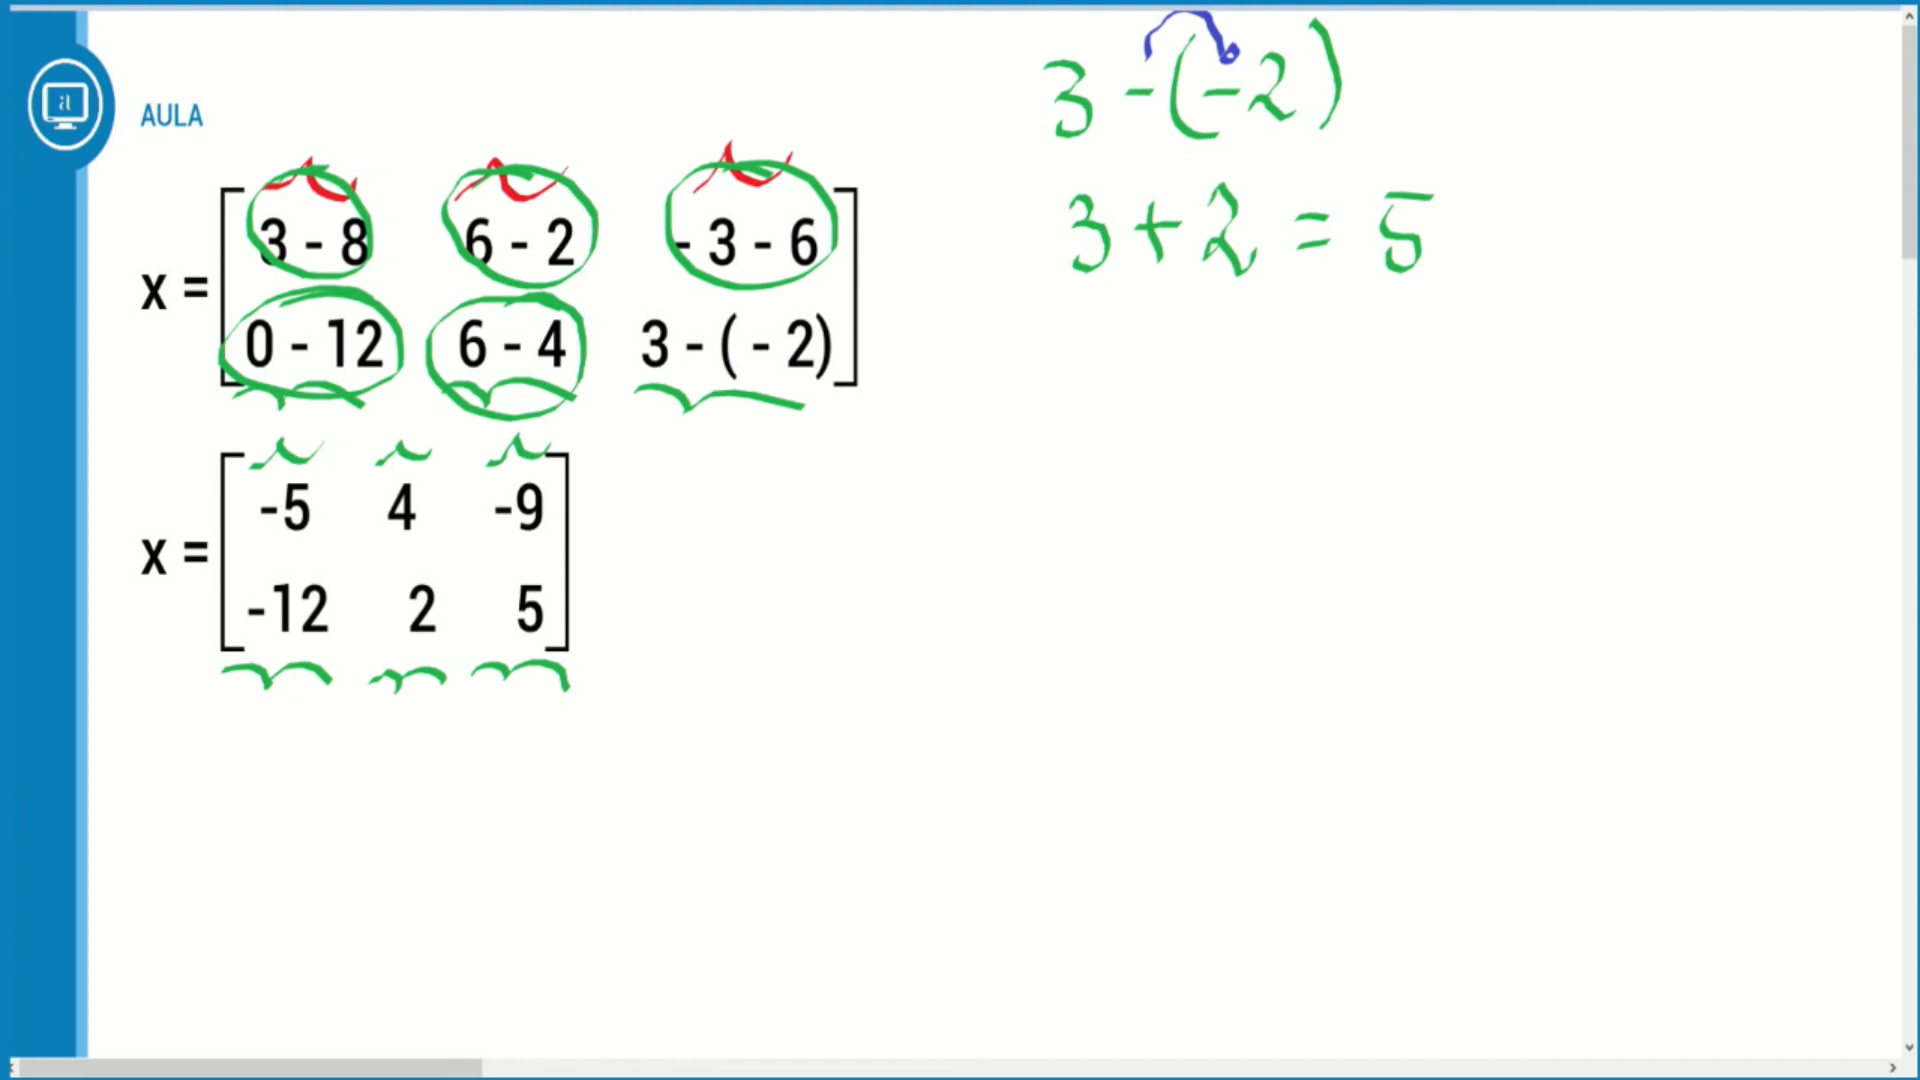 a
AULA
3 - (-2)
3 + 2 = 5
3 - 8 6 - 2 - 3 - 6
x =
0 - 12 6 - 4 3 - ( - 2)
-5 4 -9
x =
-12 2 5